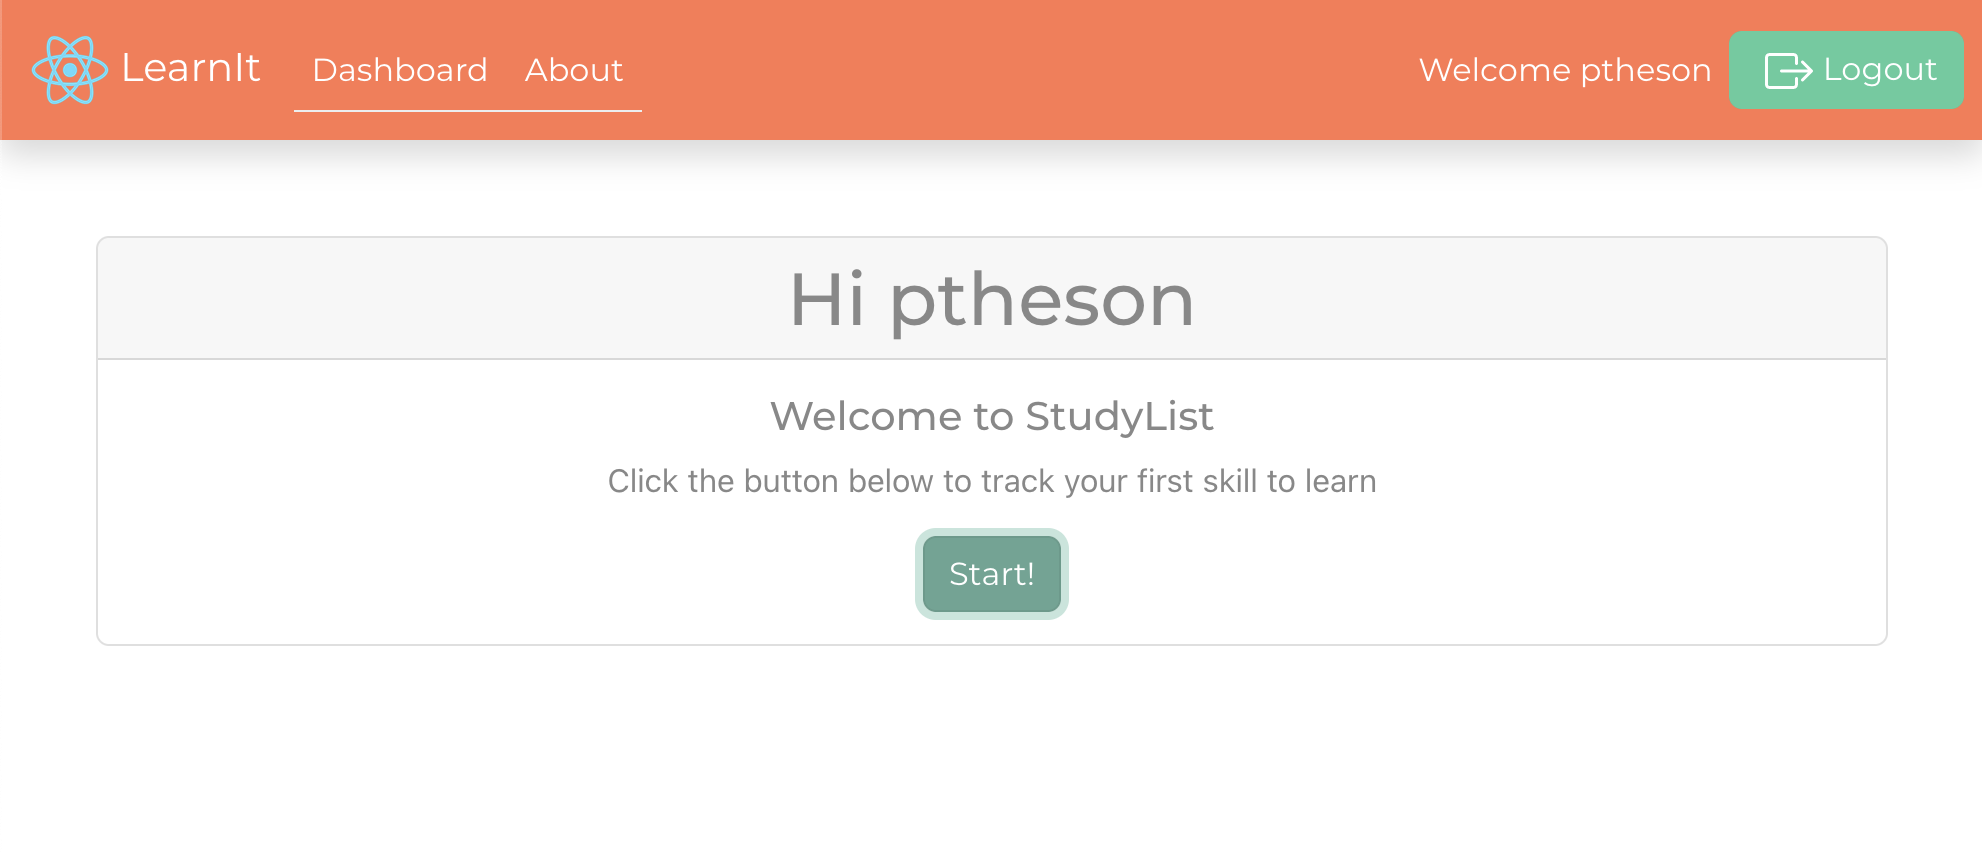 LearnIt Dashboard About Welcome ptheson Logout
Hi ptheson
Welcome to StudyList
Click the button below to track your first skill to learn
Start!